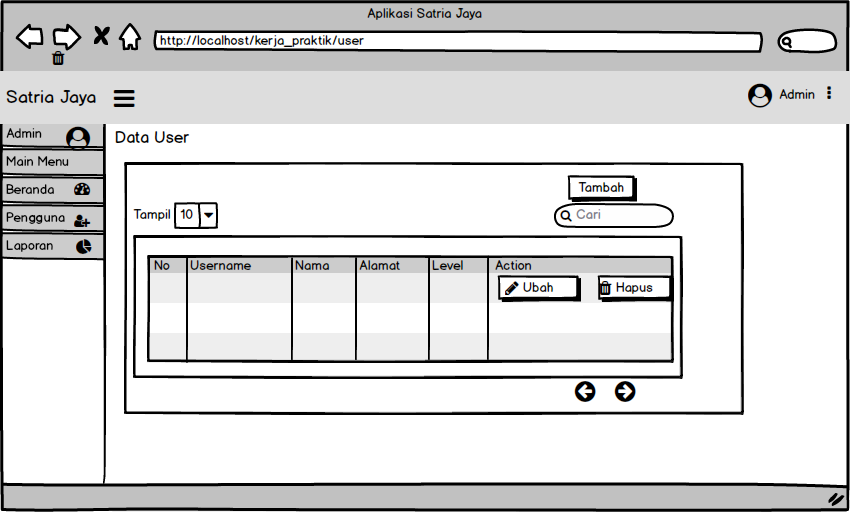 Aplikasi Satria Jaya
http://localhost/kerja_praktik/user
Satria Jaya
Admin
Admin
Main Menu
Beranda
Pengguna
Laporan
Data User
Tambah
Tampil 10
Cari
No Username Nama Alamat Level Action
Ubah Hapus